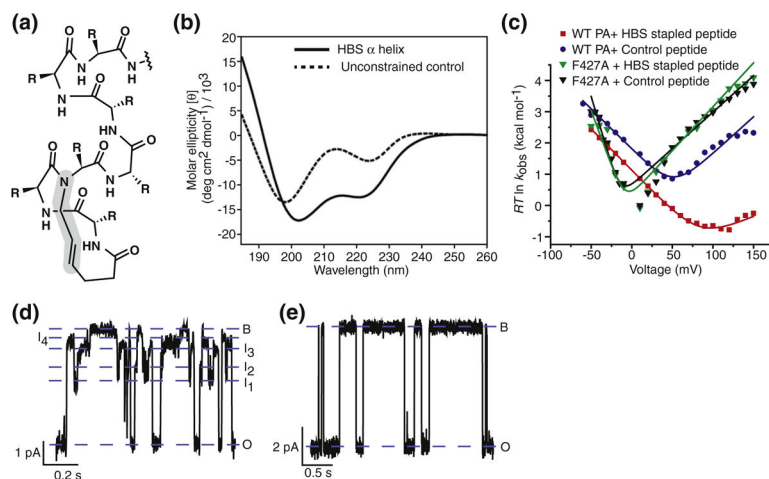 (a)
R
O
R
H
N
O
N
H
R
N
H
O
R
O
NH
O
N
R
R
O
N
H
R
N
H
O
R
O
N
H
NH
O
(b)
Molar ellipticity [θ]
(deg cm2 dmol-1) / 10³
15
10
5
0
-5
-10
-15
-20
HBS α helix
Unconstrained control
190 200 210 220 230 240 250 260
Wavelength (nm)
(c)
WT PA+ HBS stapled peptide
WT PA+ Control peptide
F427A + HBS stapled peptide
F427A + Control peptide
RT ln kobs (kcal mol-1)
5
4
3
2
1
0
-1
-100 -50 0 50 100 150
Voltage (mV)
(d)
I4
B
I3
I2
I1
O
1 pA
0.2 s
(e)
B
O
2 pA
0.5 s